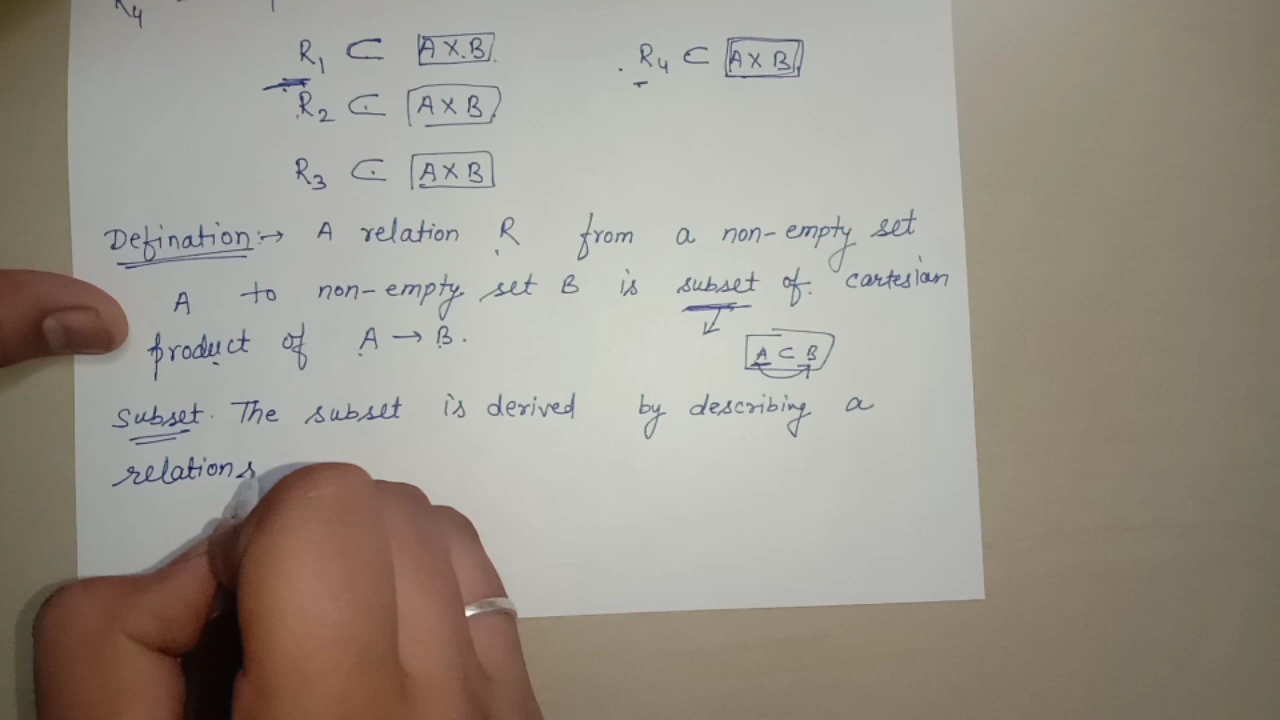 R4
R1 ⊂ A X B
R4 ⊂ A X B
R2 ⊂ A X B
R3 ⊂ A X B
Defination:→ A relation R from a non-empty set
A to non-empty set B is subset of cartesian
product of A → B.
A ⊂ B
Subset. The subset is derived by describing a
relations